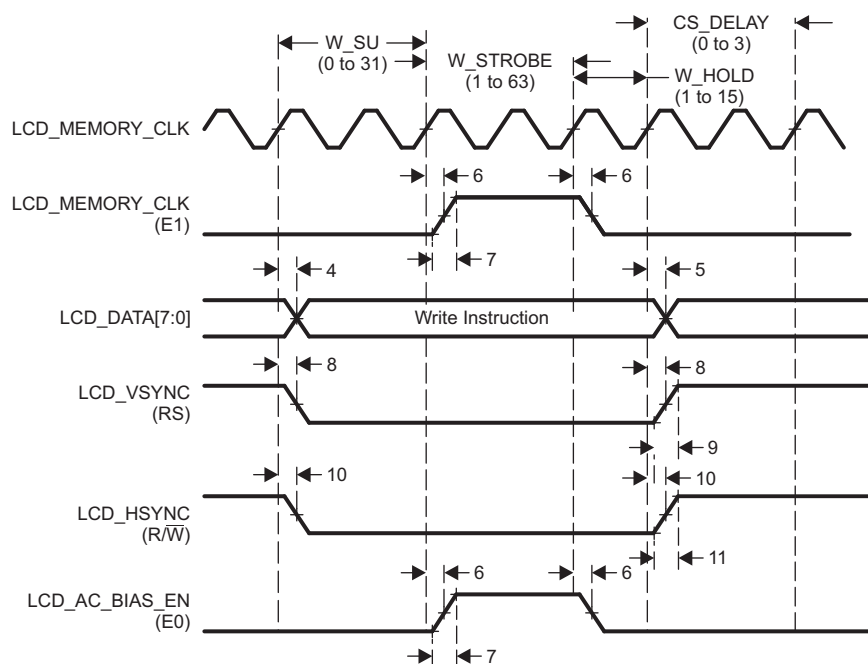 CS_DELAY
(0 to 3)
W_SU
(0 to 31)
W_STROBE
(1 to 63)
W_HOLD
(1 to 15)
LCD_MEMORY_CLK
LCD_MEMORY_CLK
(E1)
6
6
7
4
5
LCD_DATA[7:0]
Write Instruction
8
8
LCD_VSYNC
(RS)
9
10
10
LCD_HSYNC
(R/W̅)
11
6
6
LCD_AC_BIAS_EN
(E0)
7